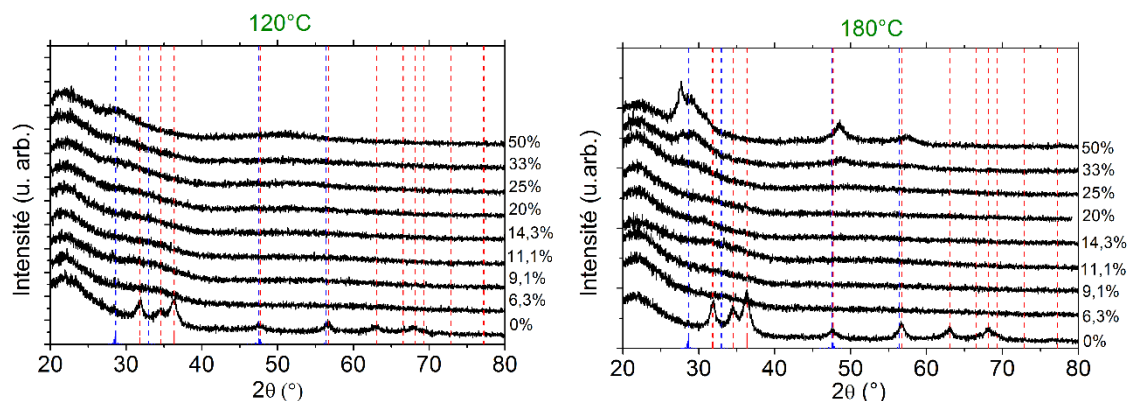 120°C
Intensité (u. arb.)
50%
33%
25%
20%
14,3%
11,1%
9,1%
6,3%
0%
20 30 40 50 60 70 80
2θ (°)
180°C
Intensité (u.arb.)
50%
33%
25%
20%
14,3%
11,1%
9,1%
6,3%
0%
20 30 40 50 60 70 80
2θ (°)